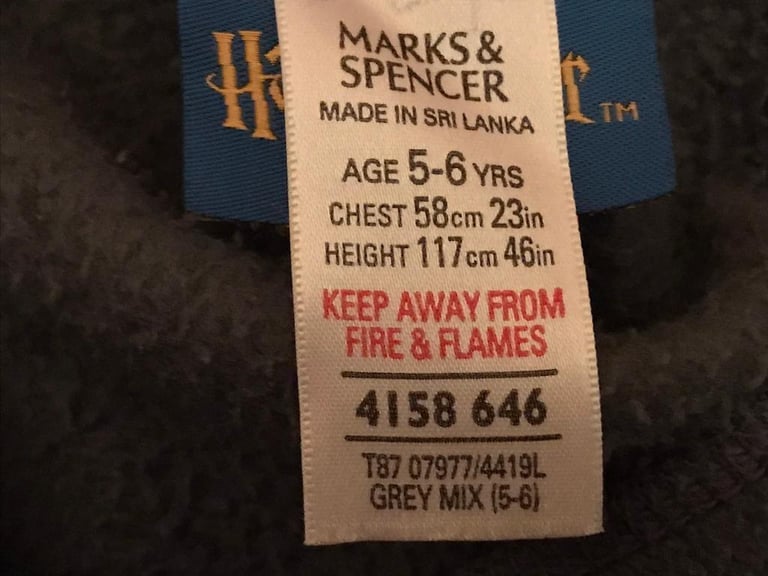 MARKS &
SPENCER
MADE IN SRI LANKA
AGE 5-6 YRS
CHEST 58cm 23in
HEIGHT 117cm 46in
KEEP AWAY FROM
FIRE & FLAMES
4158 646
T87 07977/4419L
GREY MIX (5-6)
TM